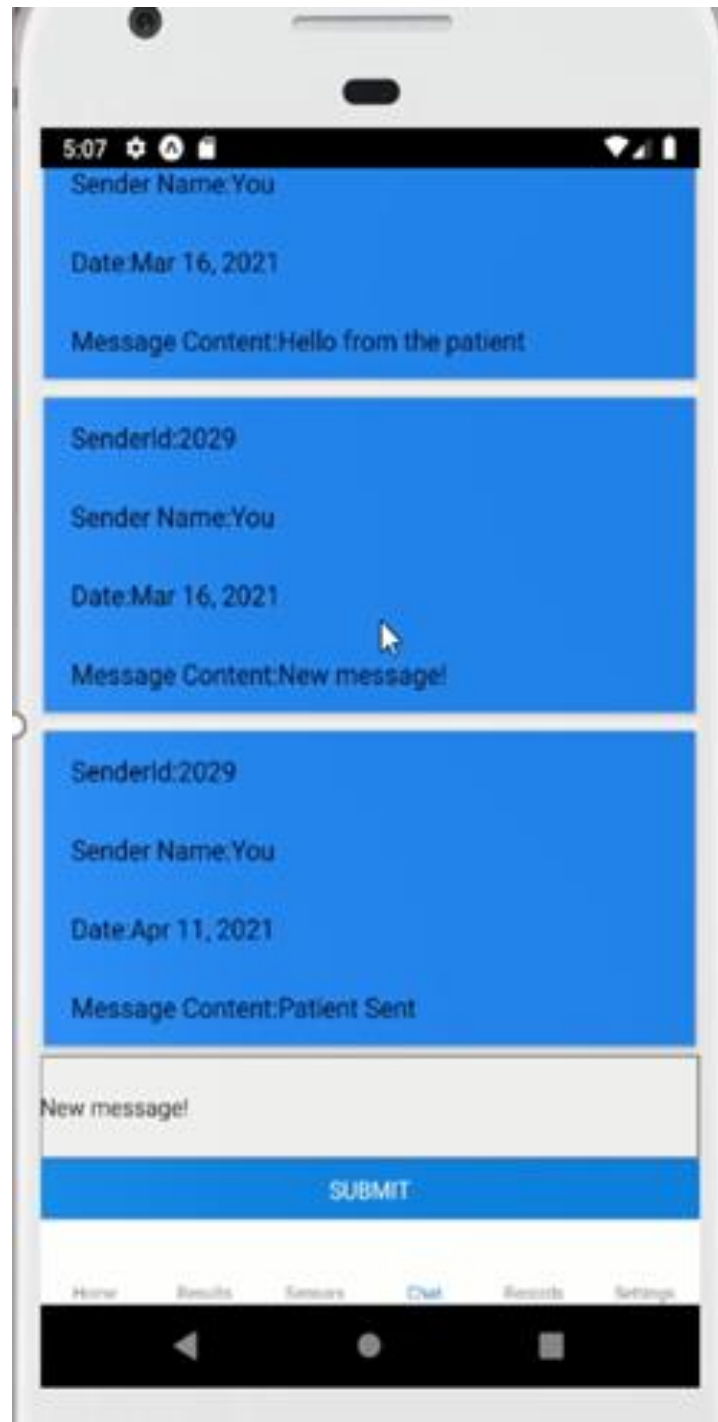 5:07
Sender Name:You
Date:Mar 16, 2021
Message Content:Hello from the patient
SenderId:2029
Sender Name:You
Date:Mar 16, 2021
Message Content:New message!
SenderId:2029
Sender Name:You
Date:Apr 11, 2021
Message Content:Patient Sent
New message!
SUBMIT
Home Results Sensors Chat Records Settings